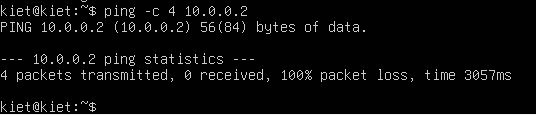 kiet@kiet:~$ ping -c 4 10.0.0.2
PING 10.0.0.2 (10.0.0.2) 56(84) bytes of data.
--- 10.0.0.2 ping statistics ---
4 packets transmitted, 0 received, 100% packet loss, time 3057ms
kiet@kiet:~$